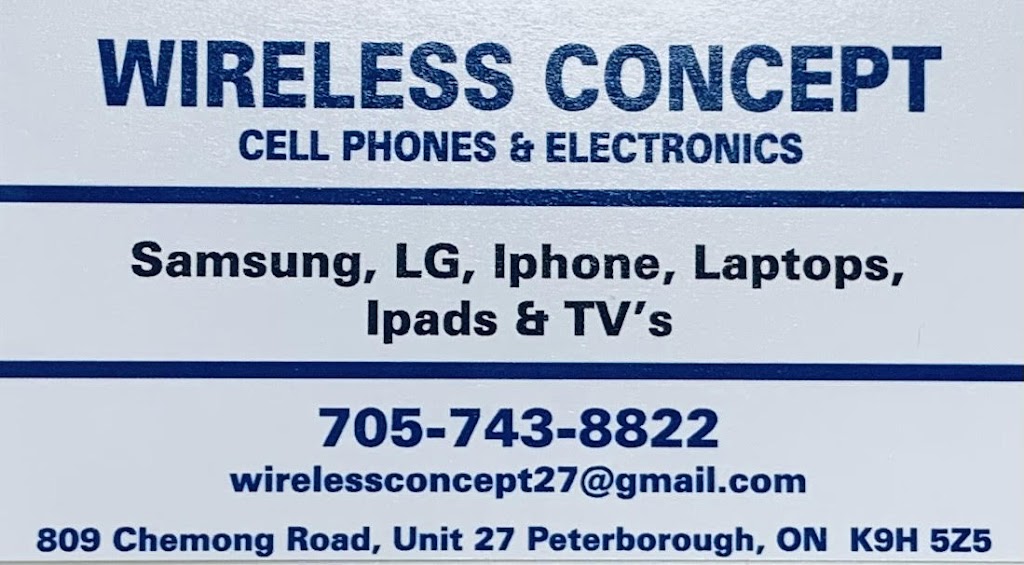 WIRELESS CONCEPT
CELL PHONES & ELECTRONICS
Samsung, LG, Iphone, Laptops,
Ipads & TV's
705-743-8822
wirelessconcept27@gmail.com
809 Chemong Road, Unit 27 Peterborough, ON K9H 5Z5